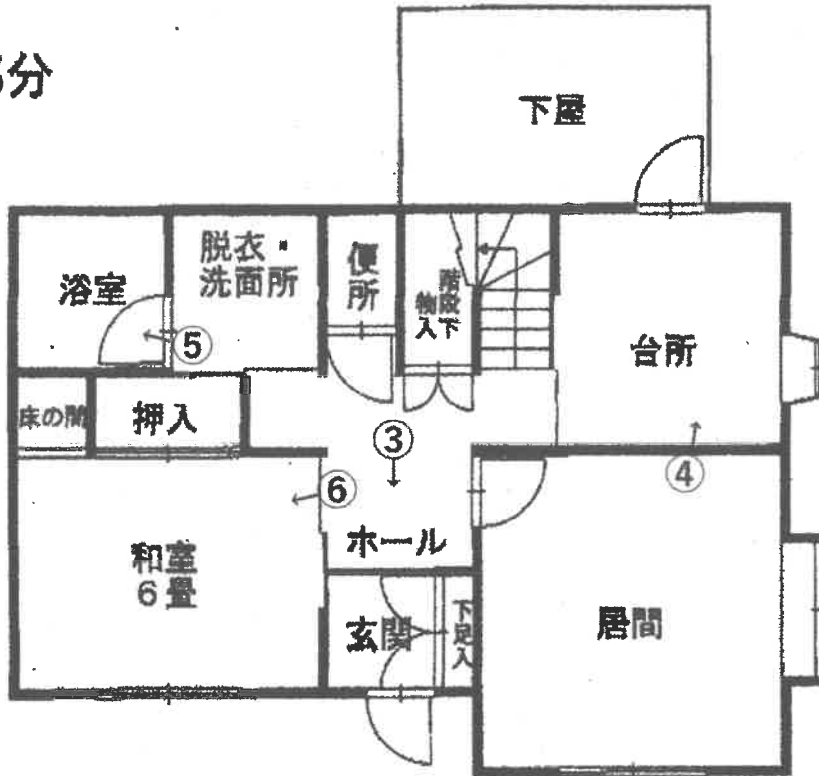 分
下屋
浴室
脱衣・
洗面所
便
所
階段下
物入
台所
⑤
床の間
押入
③
④
⑥
ホール
和室
6畳
玄関
下足入
居間